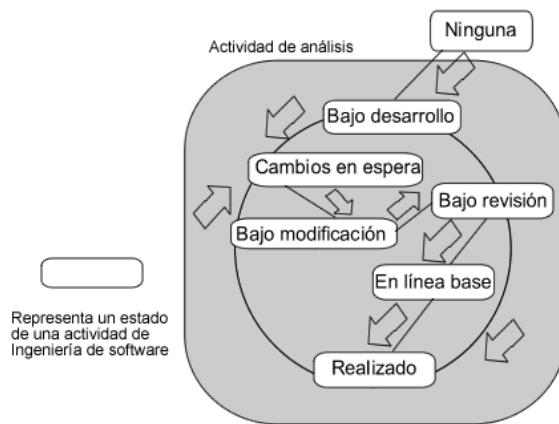 Ninguna
Actividad de análisis
Bajo desarrollo
Cambios en espera
Bajo revisión
Bajo modificación
En línea base
Representa un estado
de una actividad de
Ingeniería de software
Realizado